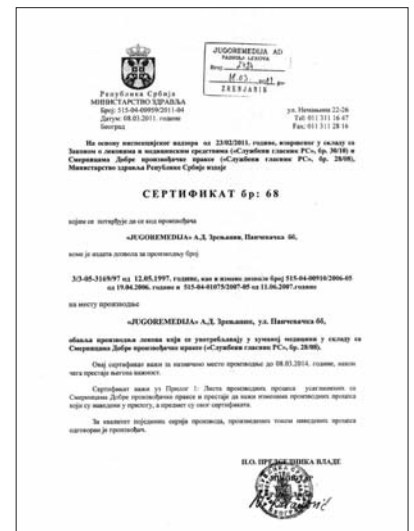 JUGOREMEDIJA AD
FABRIKA LEKOVA
Broj
ZRENJANIN
Република Србија
МИНИСТАРСТВО ЗДРАВЉА
Број: 515-04-00959/2011-04
Датум: 08.03.2011. године
Београд
ул. Немањина 22-26
Tel: 011 311 16 47
Fax: 011 311 28 16
На основу инспекцијског надзора од 23/02/2011. године, извршеног у складу са
Законом о лековима и медицинским средствима («Службени гласник РС», бр. 30/10) и
Смерницама Добре произвођачке праксе («Службени гласник РС», бр. 28/08),
Министарство здравља Републике Србије издаје
СЕРТИФИКАТ бр: 68
којим се потврђује да се код произвођача
«JUGOREMEDIJA» А.Д. Зрењанин, Панчевачка бб,
коме је издата дозвола за производњу број
3/3-05-3169/97 од 12.05.1997. године, као и измене дозволе број 515-04-00910/2006-05
од 19.04.2006. године и 515-04-01075/2007-05 од 11.06.2007.године
на месту производње
«JUGOREMEDIJA» А.Д. Зрењанин, ул. Панчевачка бб,
обавља производња лекова који се употребљавају у хуманој медицини у складу са
Смерницама Добре произвођачке праксе («Службени гласник РС», бр. 28/08).
Овај сертификат важи за назначено место производње до 08.03.2014. године, након
чега престаје његова важност.
Сертификат важи уз Прилог 1: Листа производних процеса усаглашених са
Смерницама Добре произвођачке праксе и престаје да важи изменама производних процеса
који су наведени у прилогу, а предмет су овог сертификата.
За квалитет појединих серија производа, произведених током наведених процеса
одговоран је произвођач.
П.О. ПРЕДСЕДНИКА ВЛАДЕ